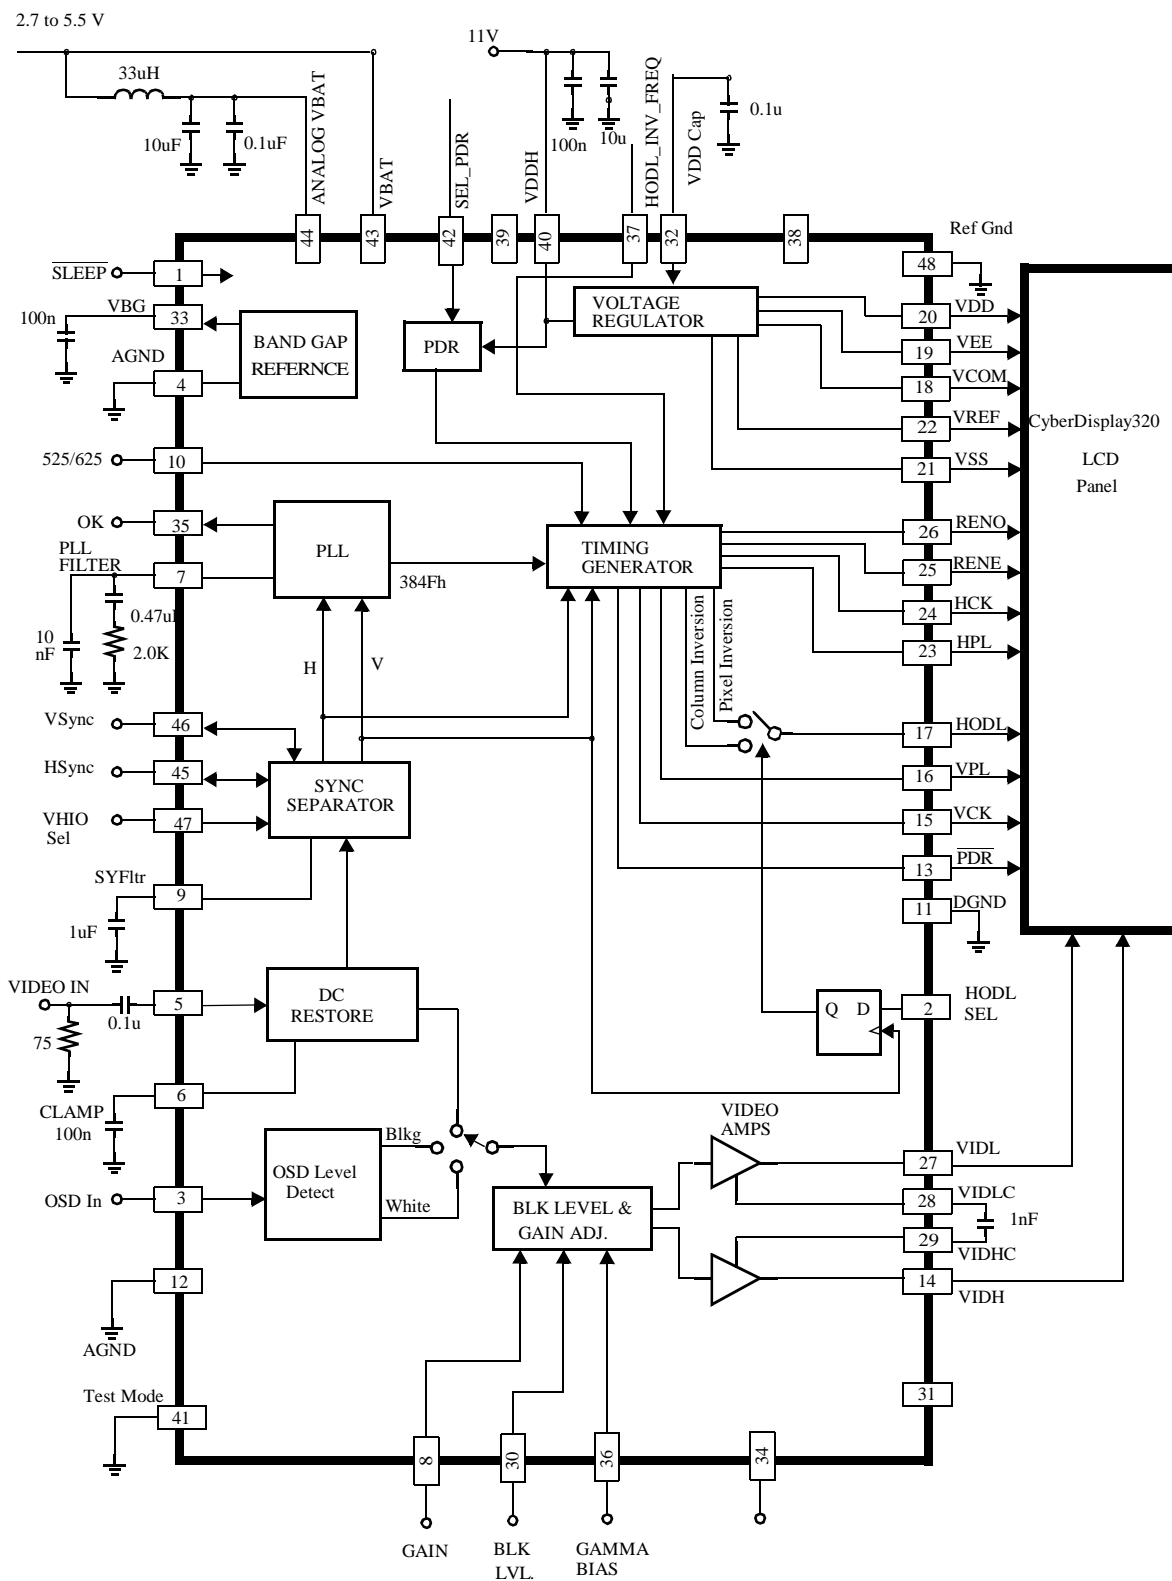 2.7 to 5.5 V
11V
33uH
10uF
0.1uF
ANALOG VBAT
VBAT
SEL_PDR
VDDH
100n
10u
HODL_INV_FREQ
VDD Cap
0.1u
44
43
42
39
40
37
32
38
Ref Gnd
48
SLEEP
1
VBG
33
100n
AGND
4
BAND GAP
REFERNCE
PDR
VOLTAGE
REGULATOR
20
VDD
19
VEE
18
VCOM
22
VREF
21
VSS
CyberDisplay320
LCD
Panel
525/625
10
OK
35
PLL
FILTER
7
0.47u
10
nF
2.0K
PLL
384Fh
TIMING
GENERATOR
26
RENO
25
RENE
24
HCK
23
HPL
H
V
Column Inversion
Pixel Inversion
VSync
46
HSync
45
VHIO
Sel
47
SYNC
SEPARATOR
17
HODL
16
VPL
15
VCK
13
PDR
11
DGND
SYFltr
9
1uF
VIDEO IN
5
0.1u
75
DC
RESTORE
Q
D
2
HODL
SEL
6
CLAMP
100n
OSD In
3
OSD Level
Detect
Blkg
White
BLK LEVEL &
GAIN ADJ.
VIDEO
AMPS
27
VIDL
28
VIDLC
1nF
29
VIDHC
14
VIDH
12
AGND
Test Mode
41
31
8
30
36
34
GAIN
BLK
LVL.
GAMMA
BIAS